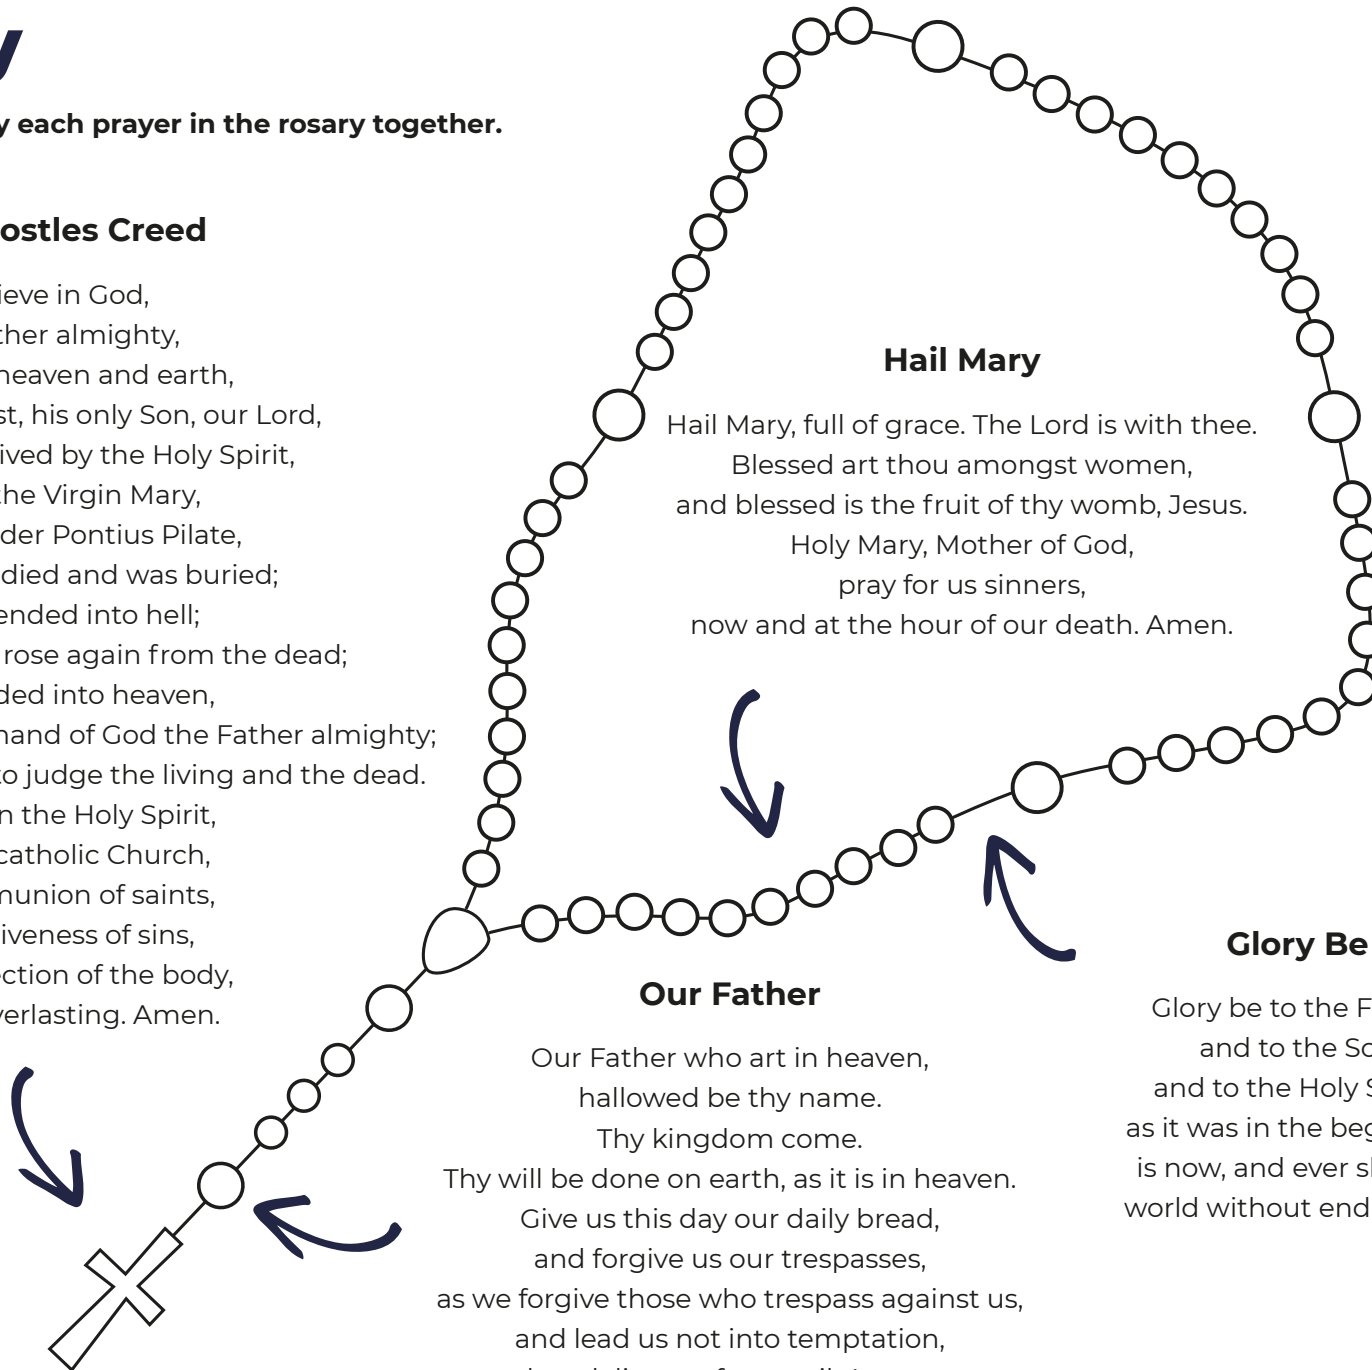 y
y each prayer in the rosary together.
ostles Creed
ieve in God,
ther almighty,
heaven and earth,
st, his only Son, our Lord,
ived by the Holy Spirit,
the Virgin Mary,
der Pontius Pilate,
died and was buried;
ended into hell;
rose again from the dead;
ded into heaven,
hand of God the Father almighty;
to judge the living and the dead.
n the Holy Spirit,
catholic Church,
munion of saints,
iveness of sins,
ection of the body,
verlasting. Amen.
Hail Mary
Hail Mary, full of grace. The Lord is with thee.
Blessed art thou amongst women,
and blessed is the fruit of thy womb, Jesus.
Holy Mary, Mother of God,
pray for us sinners,
now and at the hour of our death. Amen.
Our Father
Our Father who art in heaven,
hallowed be thy name.
Thy kingdom come.
Thy will be done on earth, as it is in heaven.
Give us this day our daily bread,
and forgive us our trespasses,
as we forgive those who trespass against us,
and lead us not into temptation,
Glory Be
Glory be to the F
and to the So
and to the Holy S
as it was in the beg
is now, and ever s
world without end